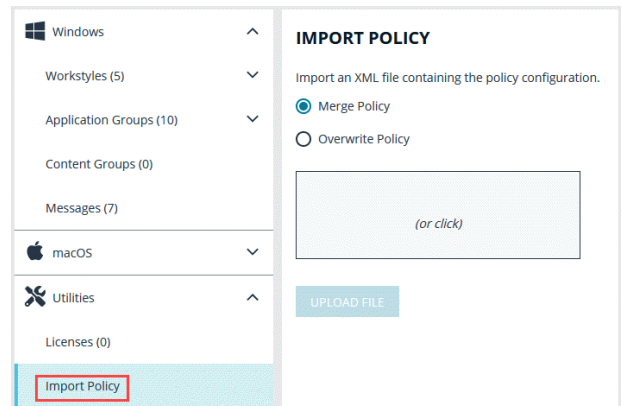 Windows
Workstyles (5)
Application Groups (10)
Content Groups (0)
Messages (7)
macOS
Utilities
Licenses (0)
Import Policy
IMPORT POLICY
Import an XML file containing the policy configuration.
Merge Policy
Overwrite Policy
(or click)
UPLOAD FILE